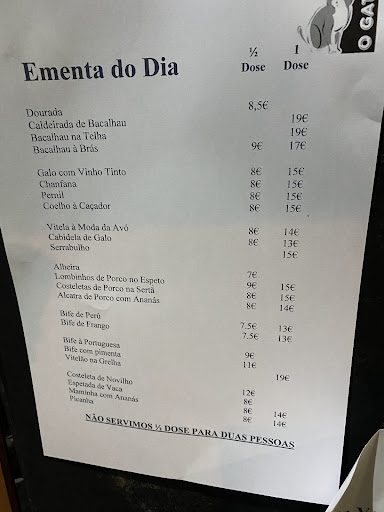 O GAT
½ 1
Ementa do Dia Dose Dose
Dourada 8,5€
Caldeirada de Bacalhau 19€
Bacalhau na Telha 19€
Bacalhau à Brás 9€ 17€
Galo com Vinho Tinto 8€ 15€
Chanfana 8€ 15€
Pernil 8€ 15€
Coelho à Caçador 8€ 15€
Vitela à Moda da Avó 8€ 14€
Cabidela de Galo 8€ 13€
Serrabulho 15€
Alheira 7€
Lombinhos de Porco no Espeto 9€ 15€
Costeletas de Porco na Sertã 8€ 15€
Alcatra de Porco com Ananás 8€ 14€
Bife de Perú 7.5€ 13€
Bife de Frango 7.5€ 13€
Bife à Portuguesa 9€
Bife com pimenta 11€
Vitelão na Grelha 19€
Costeleta de Novilho 12€
Espetada de Vaca 8€
Maminha com Ananás 8€ 14€
Picanha 8€ 14€
NÃO SERVIMOS ½ DOSE PARA DUAS PESSOAS